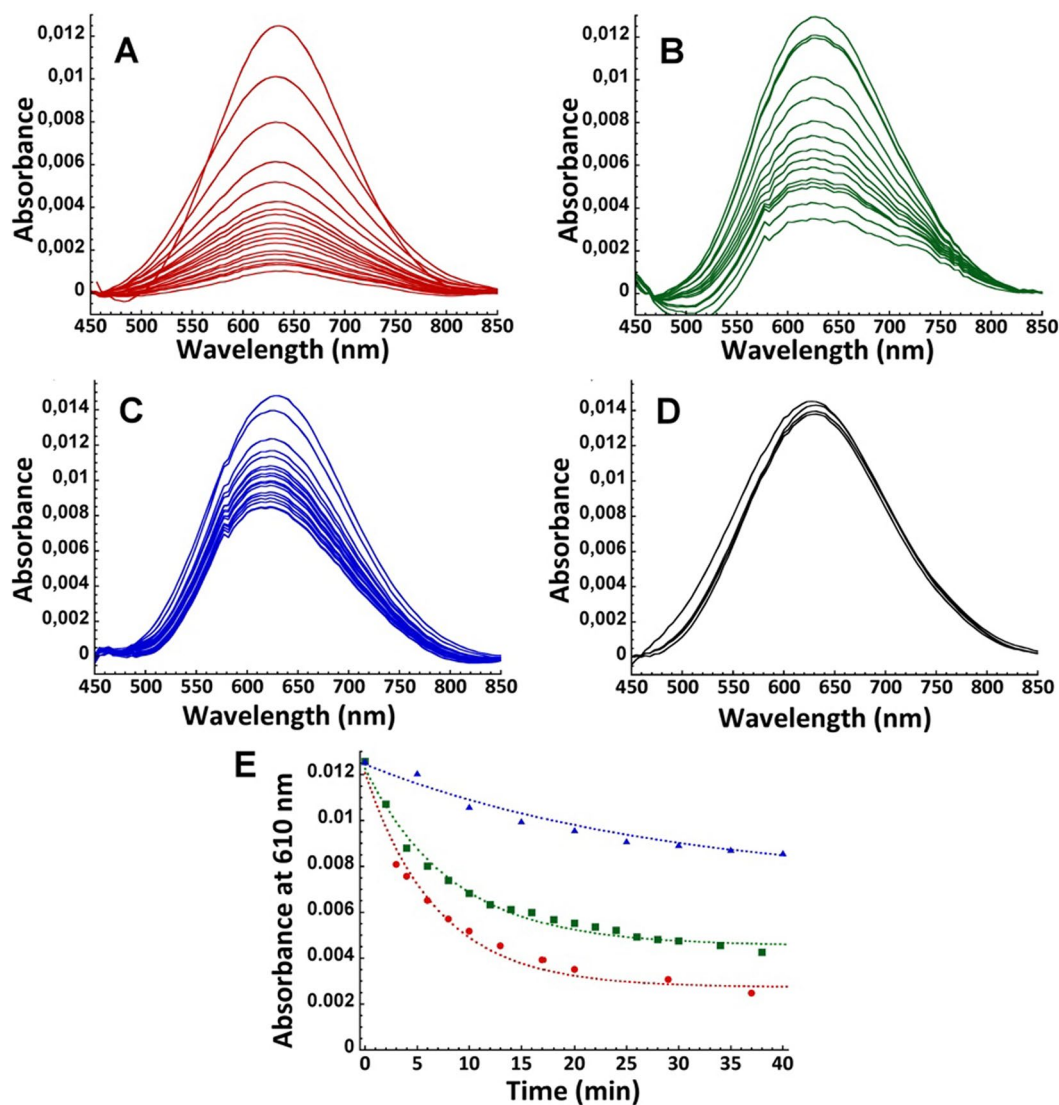 A
Absorbance
0,012
0,01
0,008
0,006
0,004
0,002
0
450 500 550 600 650 700 750 800 850
Wavelength (nm)
B
Absorbance
0,012
0,01
0,008
0,006
0,004
0,002
0
450 500 550 600 650 700 750 800 850
Wavelength (nm)
C
Absorbance
0,014
0,012
0,01
0,008
0,006
0,004
0,002
0
450 500 550 600 650 700 750 800 850
Wavelength (nm)
D
Absorbance
0,014
0,012
0,01
0,008
0,006
0,004
0,002
0
450 500 550 600 650 700 750 800 850
Wavelength (nm)
E
Absorbance at 610 nm
0.012
0.01
0.008
0.006
0.004
0.002
0
0 5 10 15 20 25 30 35 40
Time (min)